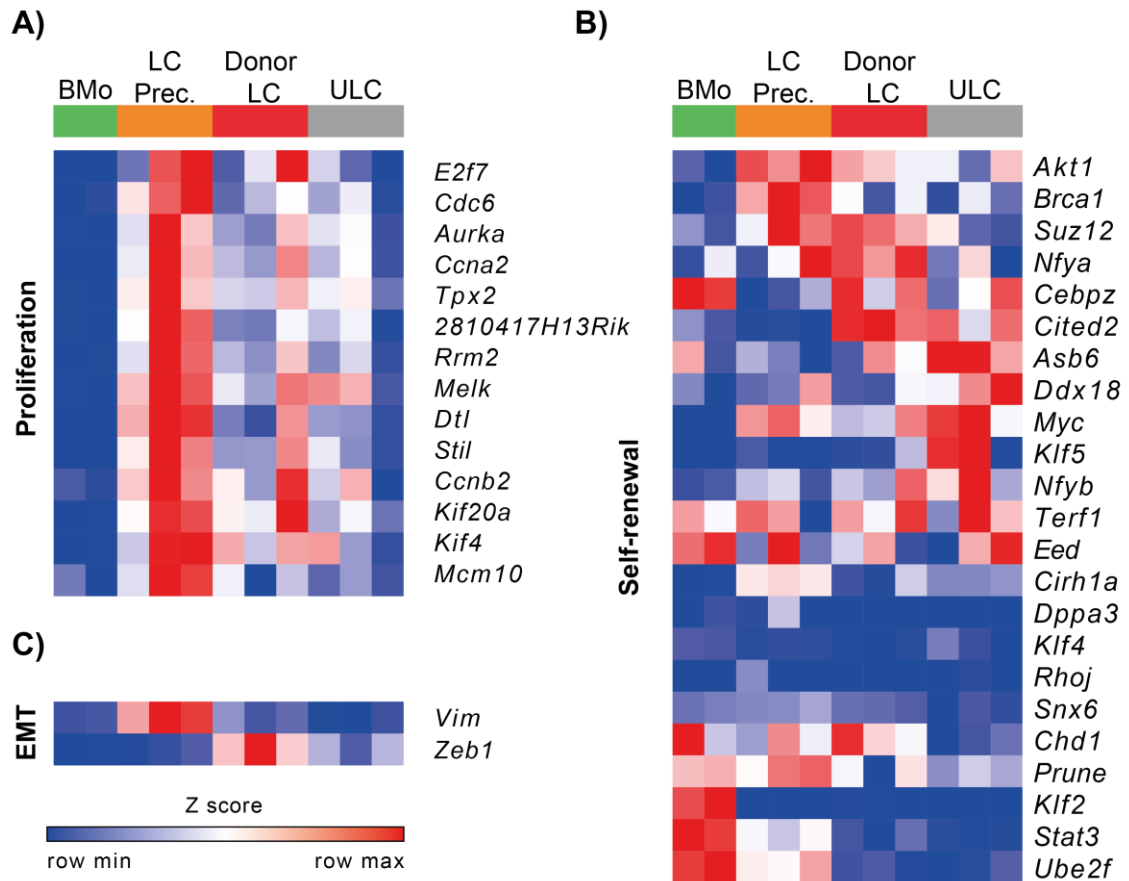 A)
BMo
LC
Prec.
Donor
LC
ULC
Proliferation
E2f7
Cdc6
Aurka
Ccna2
Tpx2
2810417H13Rik
Rrm2
Melk
Dtl
Stil
Ccnb2
Kif20a
Kif4
Mcm10
C)
EMT
Vim
Zeb1
Z score
row min
row max
B)
BMo
LC
Prec.
Donor
LC
ULC
Self-renewal
Akt1
Brca1
Suz12
Nfya
Cebpz
Cited2
Asb6
Ddx18
Myc
Klf5
Nfyb
Terf1
Eed
Cirh1a
Dppa3
Klf4
Rhoj
Snx6
Chd1
Prune
Klf2
Stat3
Ube2f